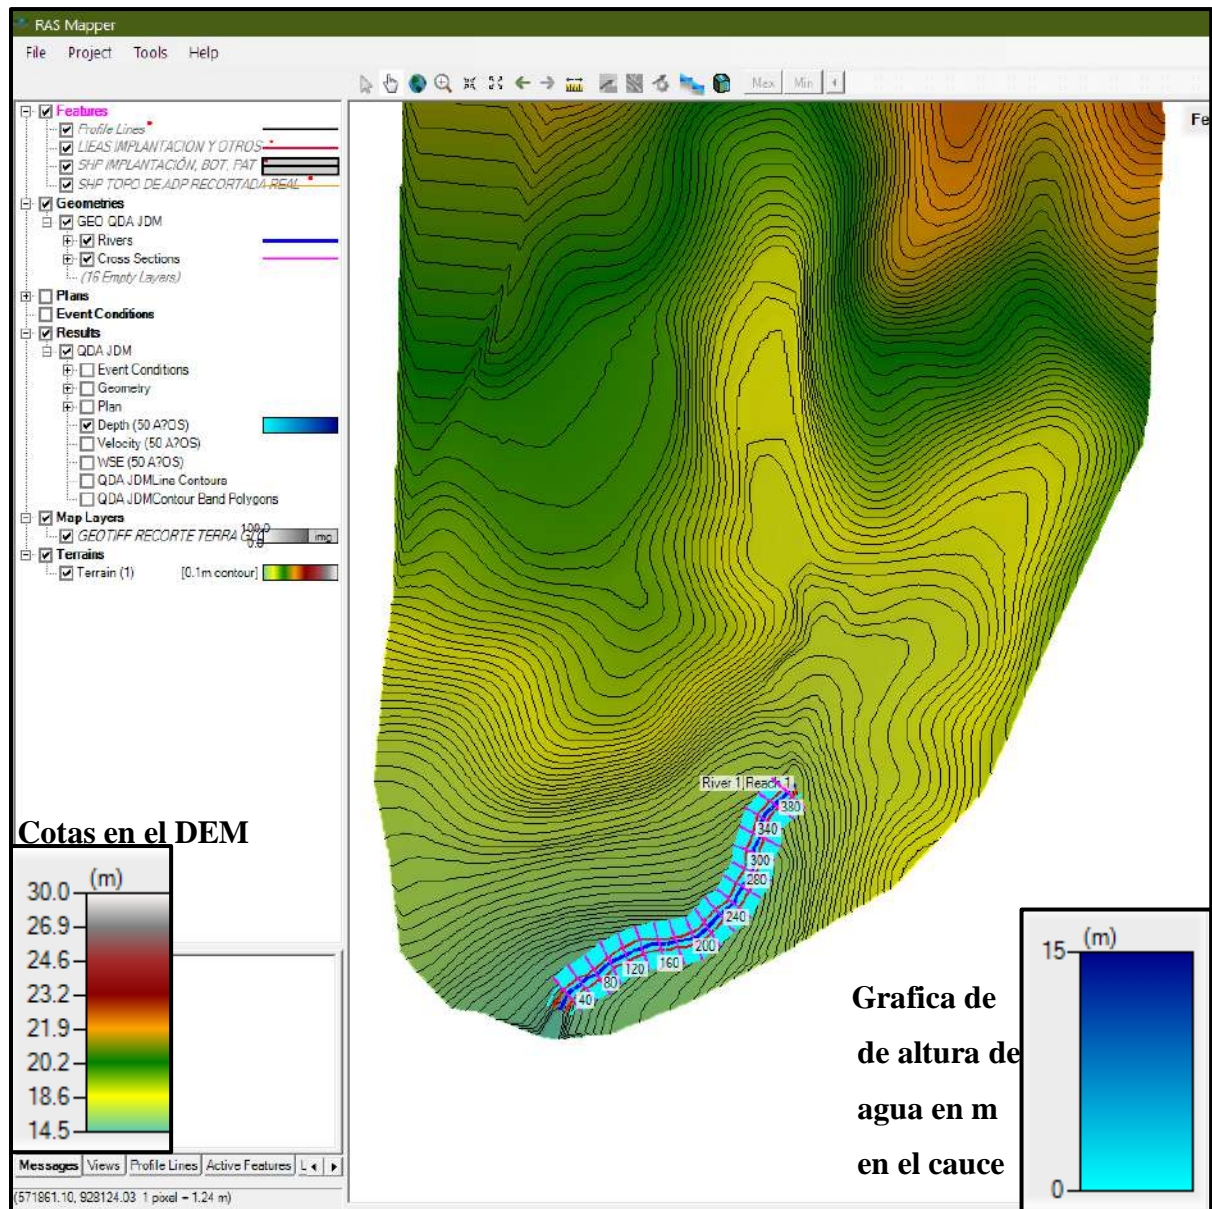 RAS Mapper
File Project Tools Help
Max Min
Features
Profile Lines
LIEAS IMPLANTACION Y OTROS
SHP IMPLANTACIÓN, BDT, PAT
SHP TOPO DE ADP RECORTADA REAL
Geometries
GEO QDA JDM
Rivers
Cross Sections
(16 Empty Layers)
Plans
Event Conditions
Results
QDA JDM
Event Conditions
Geometry
Plan
Depth (50 A?OS)
Velocity (50 A?OS)
WSE (50 A?OS)
QDA JDMLine Contours
QDA JDMContour Band Polygons
Map Layers
GEOTIFF RECORTE TERRA
100.0
0.0
img
Terrains
Terrain (1) [0.1m contour]
Fe
River 1 Reach 1
380
340
300
280
240
200
160
120
80
40
Cotas en el DEM
(m)
30.0
26.9
24.6
23.2
21.9
20.2
18.6
14.5
Grafica de
de altura de
agua en m
en el cauce
(m)
15
0
Messages Views Profile Lines Active Features L
(571861.10, 928124.03 1 pixel = 1.24 m)